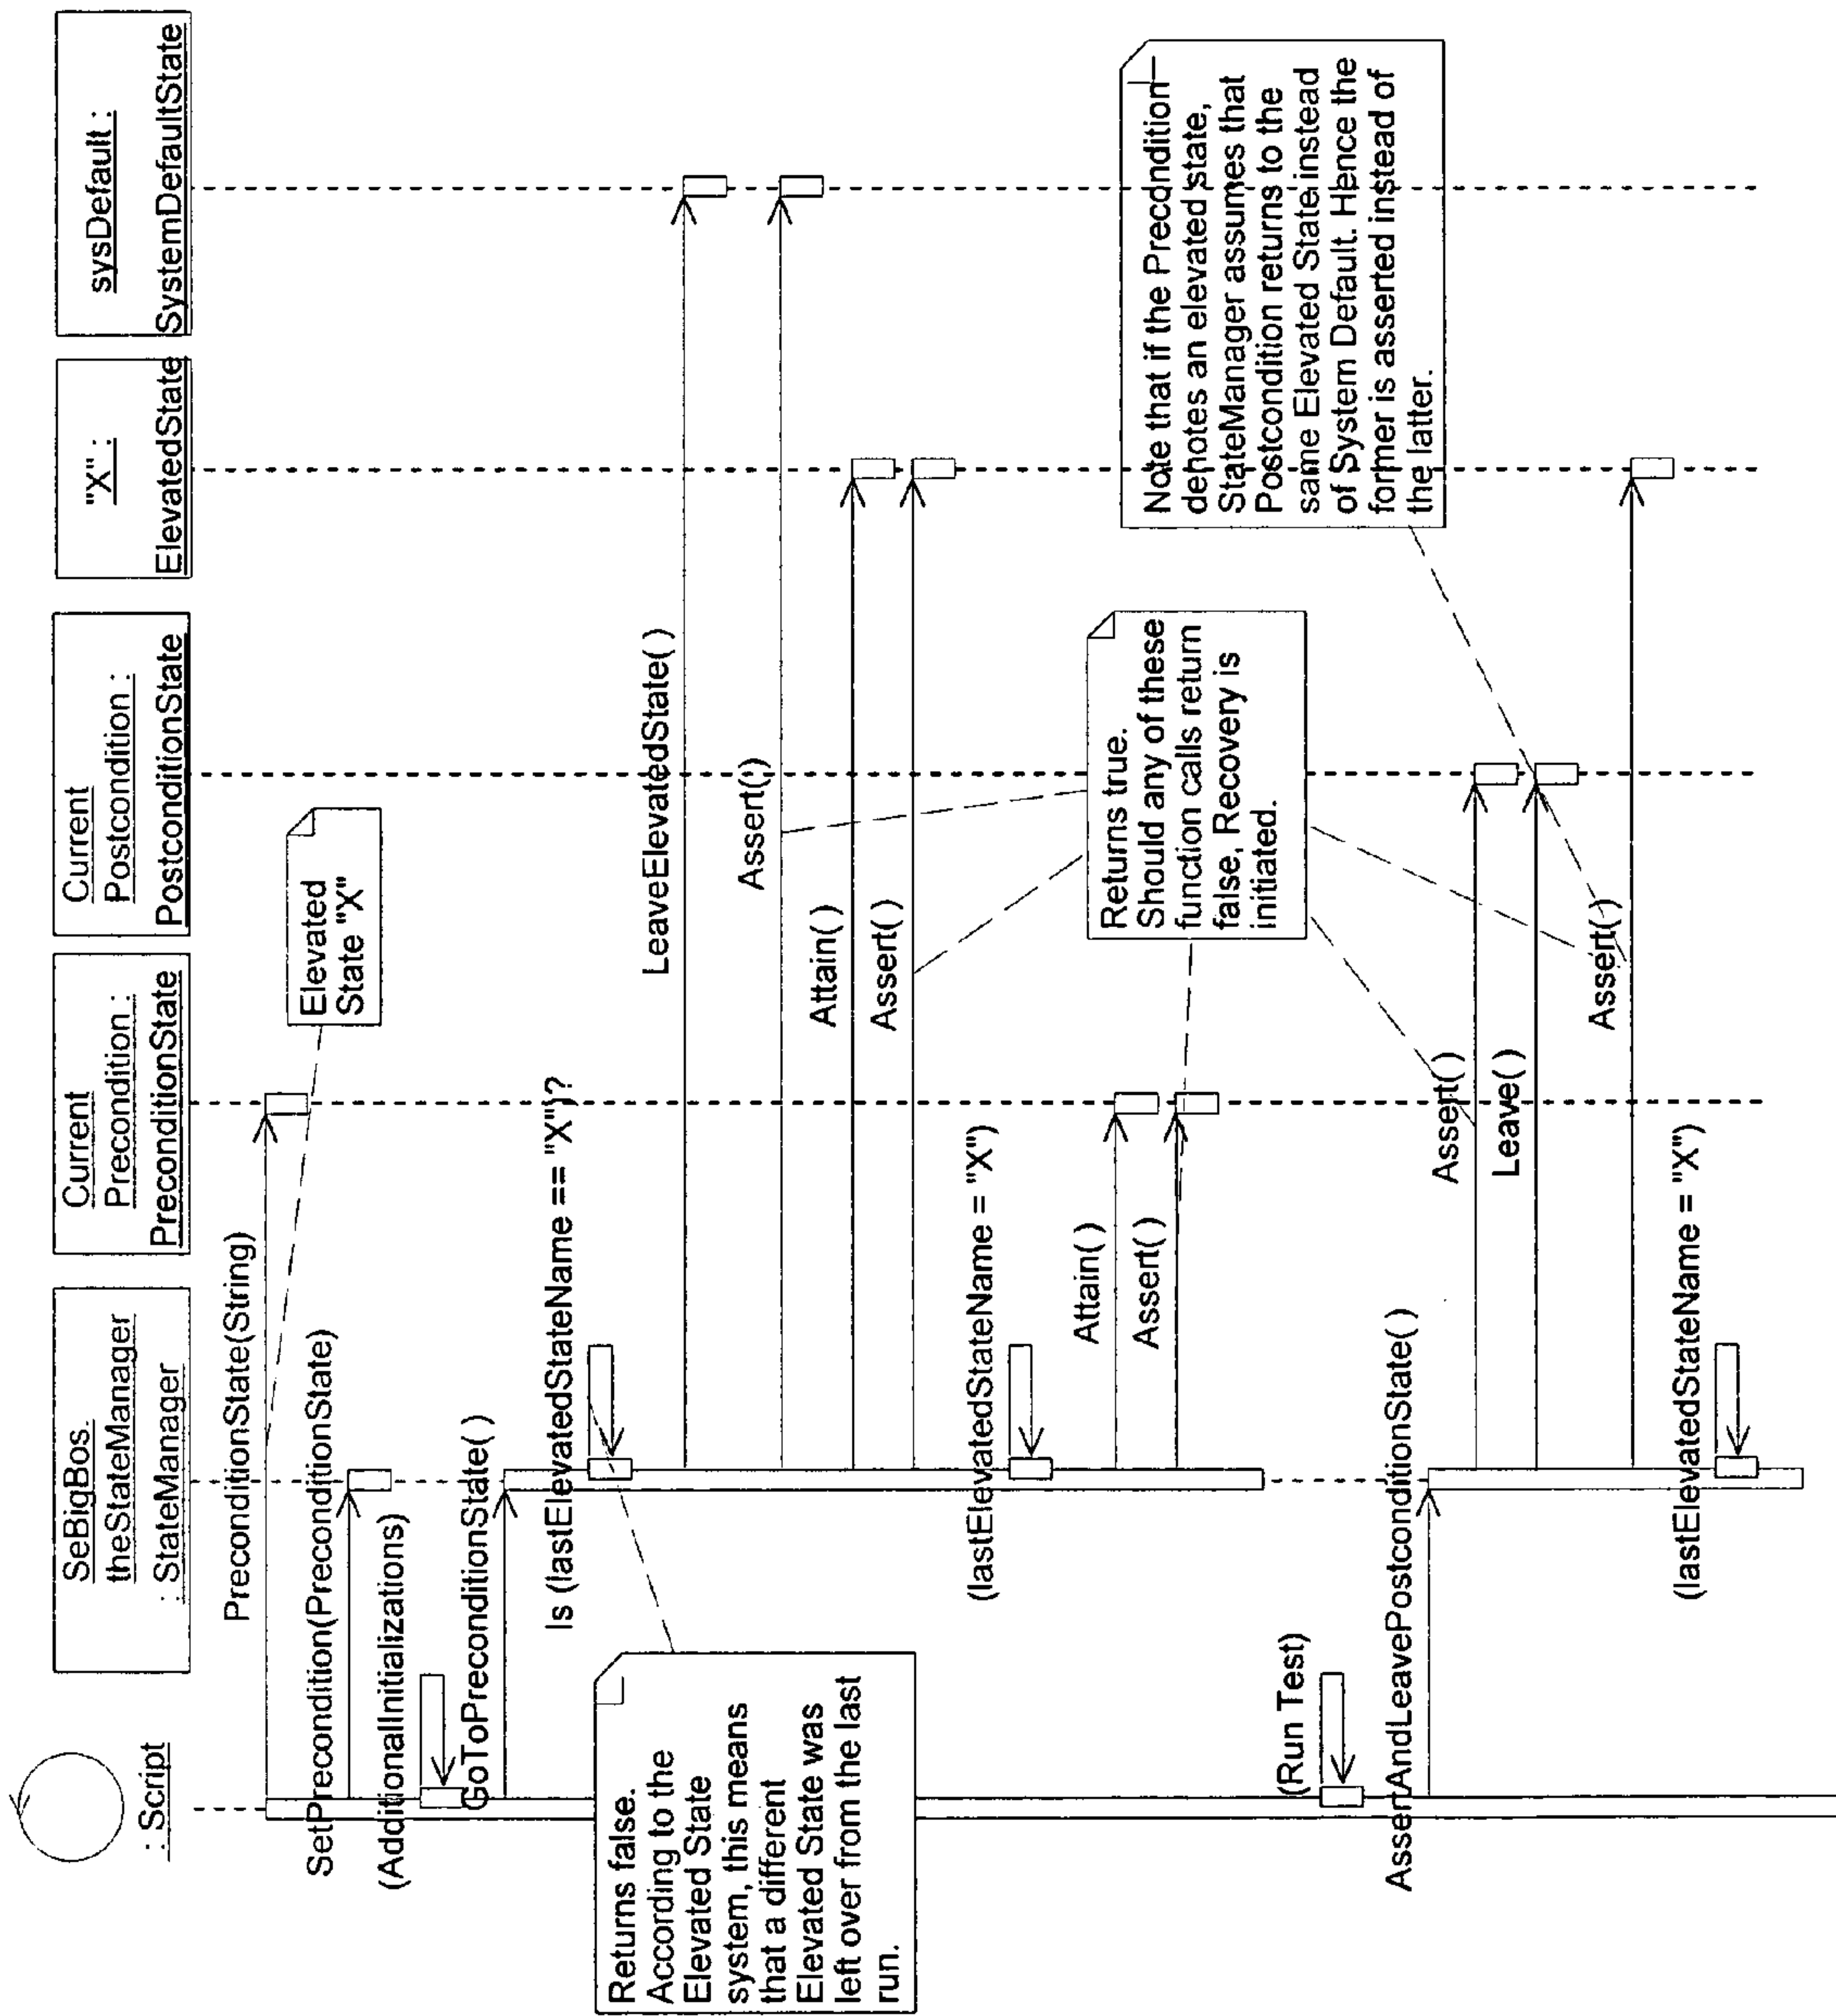 : Script
SeBigBos.
theStateManager
: StateManager
Current
Precondition :
PreconditionState
Current
Postcondition :
PostconditionState
"X" :
ElevatedState
sysDefault :
SystemDefaultState
PreconditionState(String)
Elevated
State "X"
SetPrecondition(PreconditionState)
(AdditionalInitializations)
GoToPreconditionState( )
Is (lastElevatedStateName == "X")?
Returns false.
According to the
Elevated State
system, this means
that a different
Elevated State was
left over from the last
run.
LeaveElevatedState( )
Assert( )
Attain( )
Assert( )
(lastElevatedStateName = "X")
Attain( )
Assert( )
Returns true.
Should any of these
function calls return
false, Recovery is
initiated.
Note that if the Precondition
denotes an elevated state,
StateManager assumes that
Postcondition returns to the
same Elevated State instead
of System Default. Hence the
former is asserted instead of
the latter.
(Run Test)
AssertAndLeavePostconditionState( )
Assert( )
Leave( )
Assert( )
(lastElevatedStateName = "X")